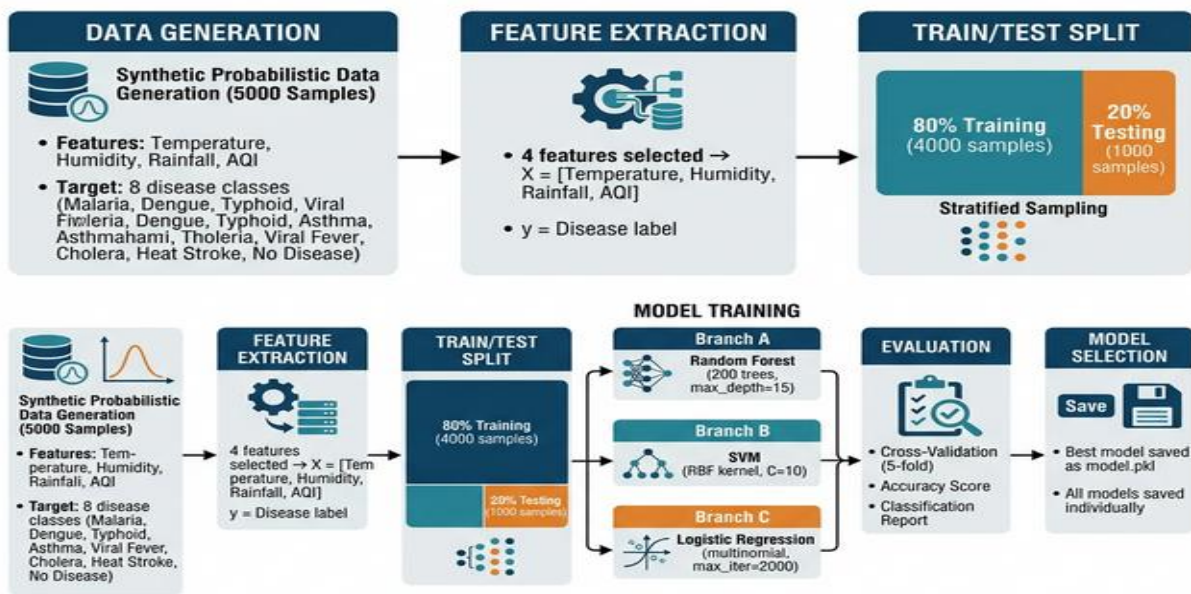 DATA GENERATION
Synthetic Probabilistic Data
Generation (5000 Samples)
• Features: Temperature,
Humidity, Rainfall, AQI
• Target: 8 disease classes
(Malaria, Dengue, Typhoid, Viral
Dengue, Typhoid, Asthma,
Asthmahami, Tholeria, Viral Fever,
Cholera, Heat Stroke, No Disease)
FEATURE EXTRACTION
• 4 features selected →
X = [Temperature, Humidity,
Rainfall, AQI]
• y = Disease label
TRAIN/TEST SPLIT
80% Training
(4000 samples)
20%
Testing
(1000
samples)
Stratified Sampling
Synthetic Probabilistic
Data Generation
(5000 Samples)
• Features: Tem-
perature, Humidity,
Rainfali, AQI
• Target: 8 disease
classes (Malaria,
Dengue, Typhoid,
Asthma, Viral Fever,
Cholera, Heat Stroke,
No Disease)
FEATURE
EXTRACTION
4 features
selected → X = [Tem
perature, Humidity,
Rainfall, AQI]
y = Disease label
TRAIN/TEST
SPLIT
80% Training
(4000 samples)
20% Testing
(1000 samples)
MODEL TRAINING
Branch A
Random Forest
(200 trees,
max_depth=15)
Branch B
SVM
(RBF kernel, C=10)
Branch C
Logistic Regression
(multinomial,
max_iter=2000)
EVALUATION
• Cross-Validation
(5-fold)
• Accuracy Score
• Classification
Report
MODEL
SELECTION
Save
• Best model saved
as model.pkl
• All models saved
individually